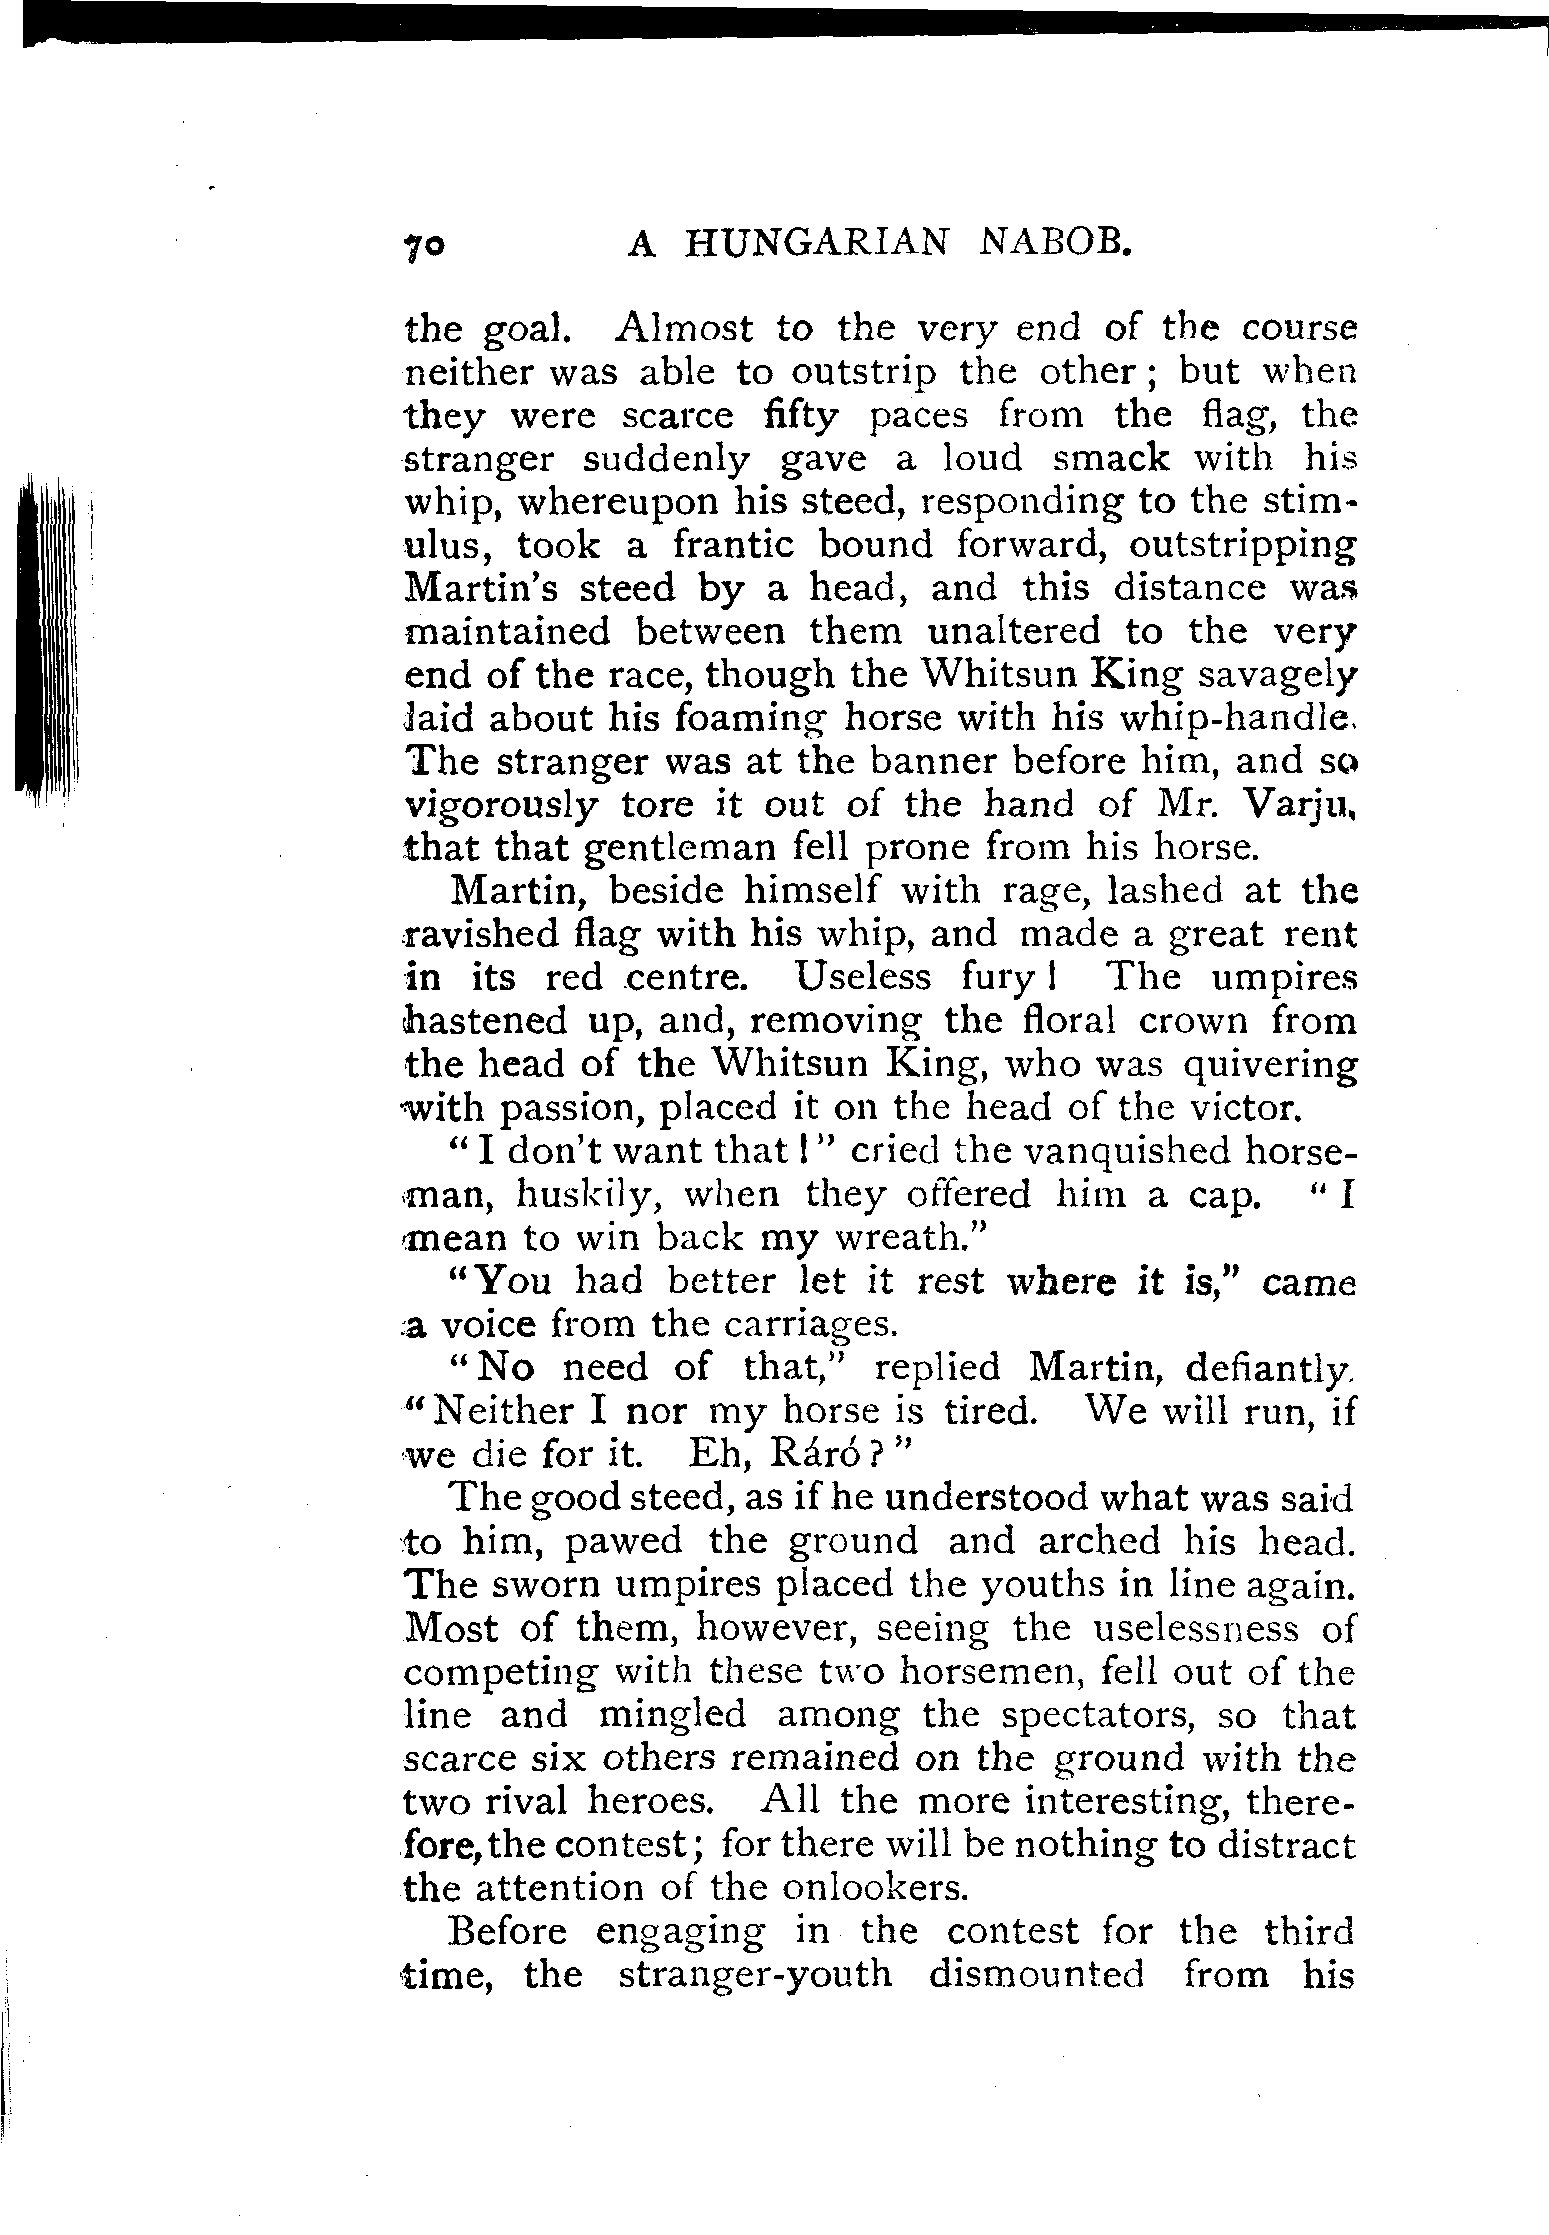 70 A HUNGARIAN NABOB.
the goal. Almost to the very end of the course
neither was able to outstrip the other; but when
they were scarce fifty paces from the flag, the
stranger suddenly gave a loud smack with his
whip, whereupon his steed, responding to the stim-
ulus, took a frantic bound forward, outstripping
Martin's steed by a head, and this distance was
maintained between them unaltered to the very
end of the race, though the Whitsun King savagely
laid about his foaming horse with his whip-handle.
The stranger was at the banner before him, and so
vigorously tore it out of the hand of Mr. Varju,
that that gentleman fell prone from his horse.
Martin, beside himself with rage, lashed at the
ravished flag with his whip, and made a great rent
in its red centre. Useless fury! The umpires
hastened up, and, removing the floral crown from
the head of the Whitsun King, who was quivering
with passion, placed it on the head of the victor.
"I don't want that!" cried the vanquished horse-
man, huskily, when they offered him a cap. "I
mean to win back my wreath."
"You had better let it rest where it is," came
a voice from the carriages.
"No need of that," replied Martin, defiantly.
"Neither I nor my horse is tired. We will run, if
we die for it. Eh, Ráró?"
The good steed, as if he understood what was said
to him, pawed the ground and arched his head.
The sworn umpires placed the youths in line again.
Most of them, however, seeing the uselessness of
competing with these two horsemen, fell out of the
line and mingled among the spectators, so that
scarce six others remained on the ground with the
two rival heroes. All the more interesting, there-
fore, the contest; for there will be nothing to distract
the attention of the onlookers.
Before engaging in the contest for the third
time, the stranger-youth dismounted from his